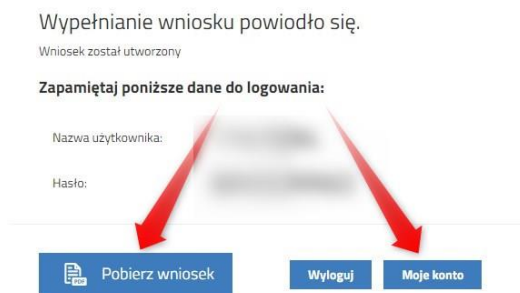 Wypełnianie wniosku powiodło się.
Wniosek został utworzony
Zapamiętaj poniższe dane do logowania:
Nazwa użytkownika:
Hasło:
PDF Pobierz wniosek Wyloguj Moje konto